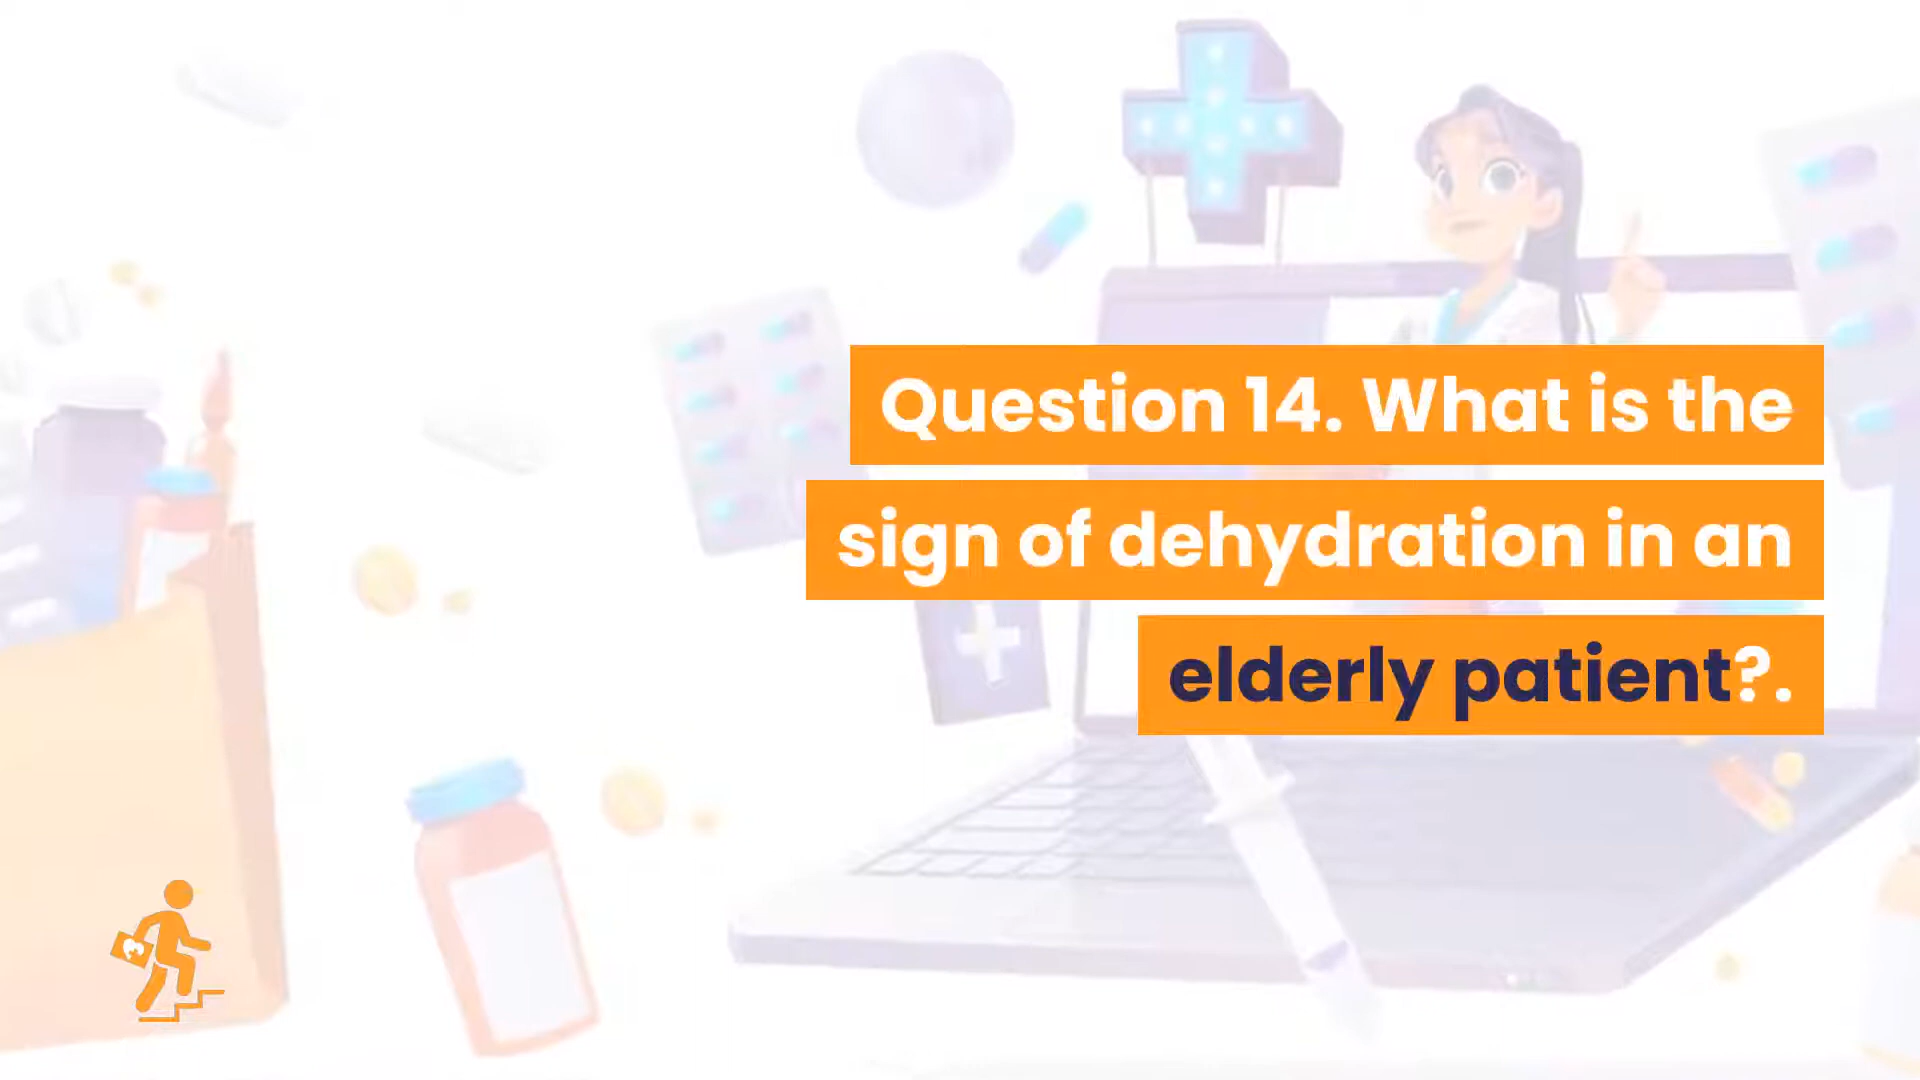 Question 14. What is the
sign of dehydration in an
elderly patient?.